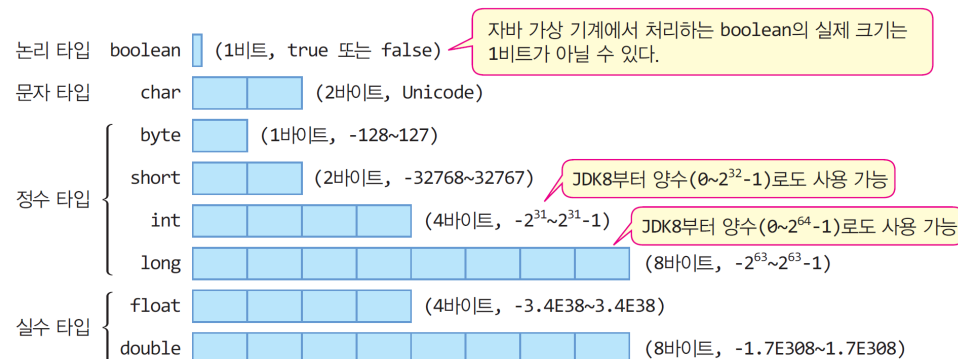 논리 타입 boolean (1비트, true 또는 false)
자바 가상 기계에서 처리하는 boolean의 실제 크기는
1비트가 아닐 수 있다.
문자 타입 char (2바이트, Unicode)
정수 타입
byte (1바이트, -128~127)
short (2바이트, -32768~32767)
JDK8부터 양수(0~2³²-1)로도 사용 가능
int (4바이트, -2³¹~2³¹-1)
JDK8부터 양수(0~2⁶⁴-1)로도 사용 가능
long (8바이트, -2⁶³~2⁶³-1)
실수 타입
float (4바이트, -3.4E38~3.4E38)
double (8바이트, -1.7E308~1.7E308)